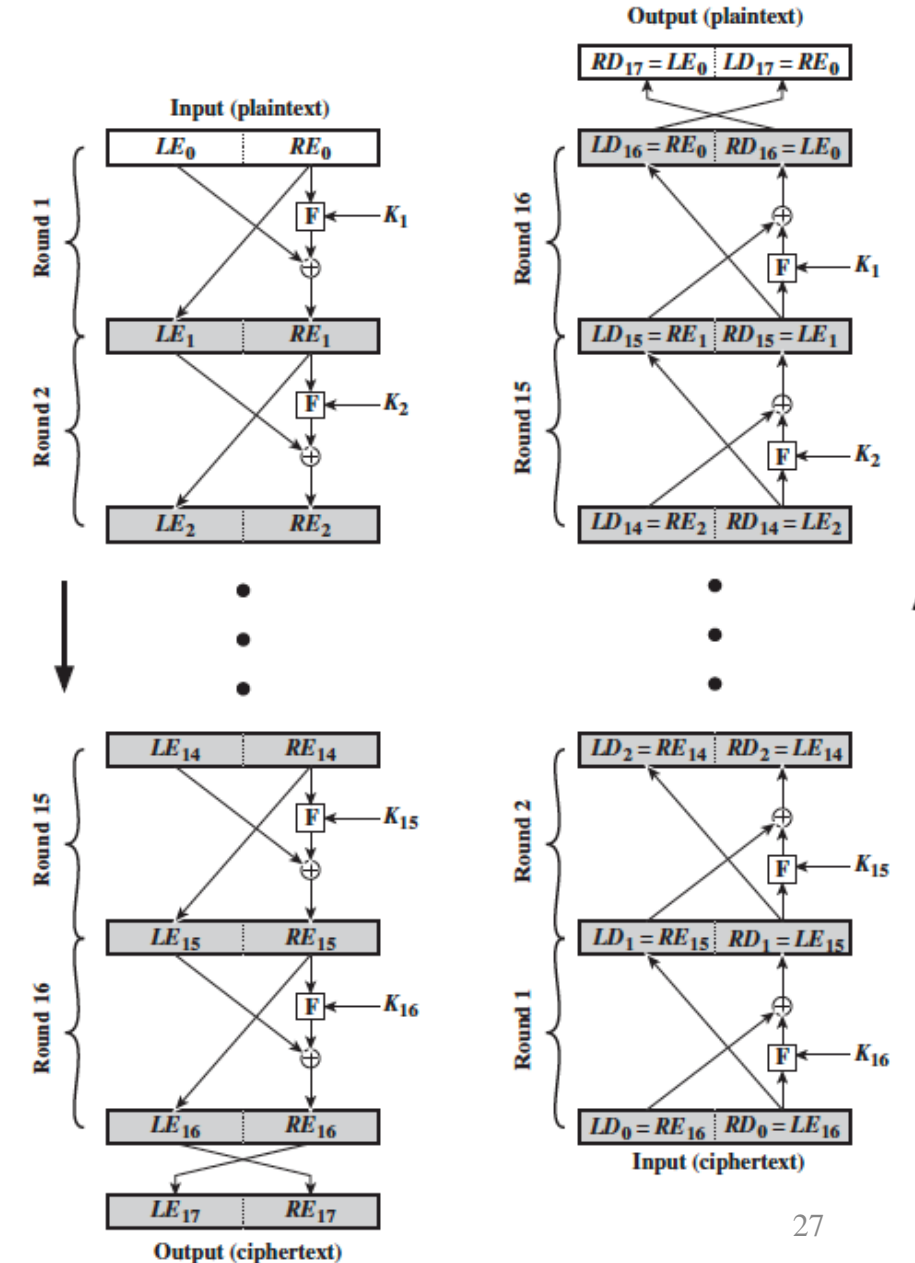 Input (plaintext)
LE₀ RE₀
Round 1
F K₁
LE₁ RE₁
Round 2
F K₂
LE₂ RE₂
LE₁₄ RE₁₄
Round 15
F K₁₅
LE₁₅ RE₁₅
Round 16
F K₁₆
LE₁₆ RE₁₆
LE₁₇ RE₁₇
Output (ciphertext)
Output (plaintext)
RD₁₇ = LE₀ LD₁₇ = RE₀
LD₁₆ = RE₀ RD₁₆ = LE₀
Round 16
F K₁
LD₁₅ = RE₁ RD₁₅ = LE₁
Round 15
F K₂
LD₁₄ = RE₂ RD₁₄ = LE₂
LD₂ = RE₁₄ RD₂ = LE₁₄
Round 2
F K₁₅
LD₁ = RE₁₅ RD₁ = LE₁₅
Round 1
F K₁₆
LD₀ = RE₁₆ RD₀ = LE₁₆
Input (ciphertext)
27